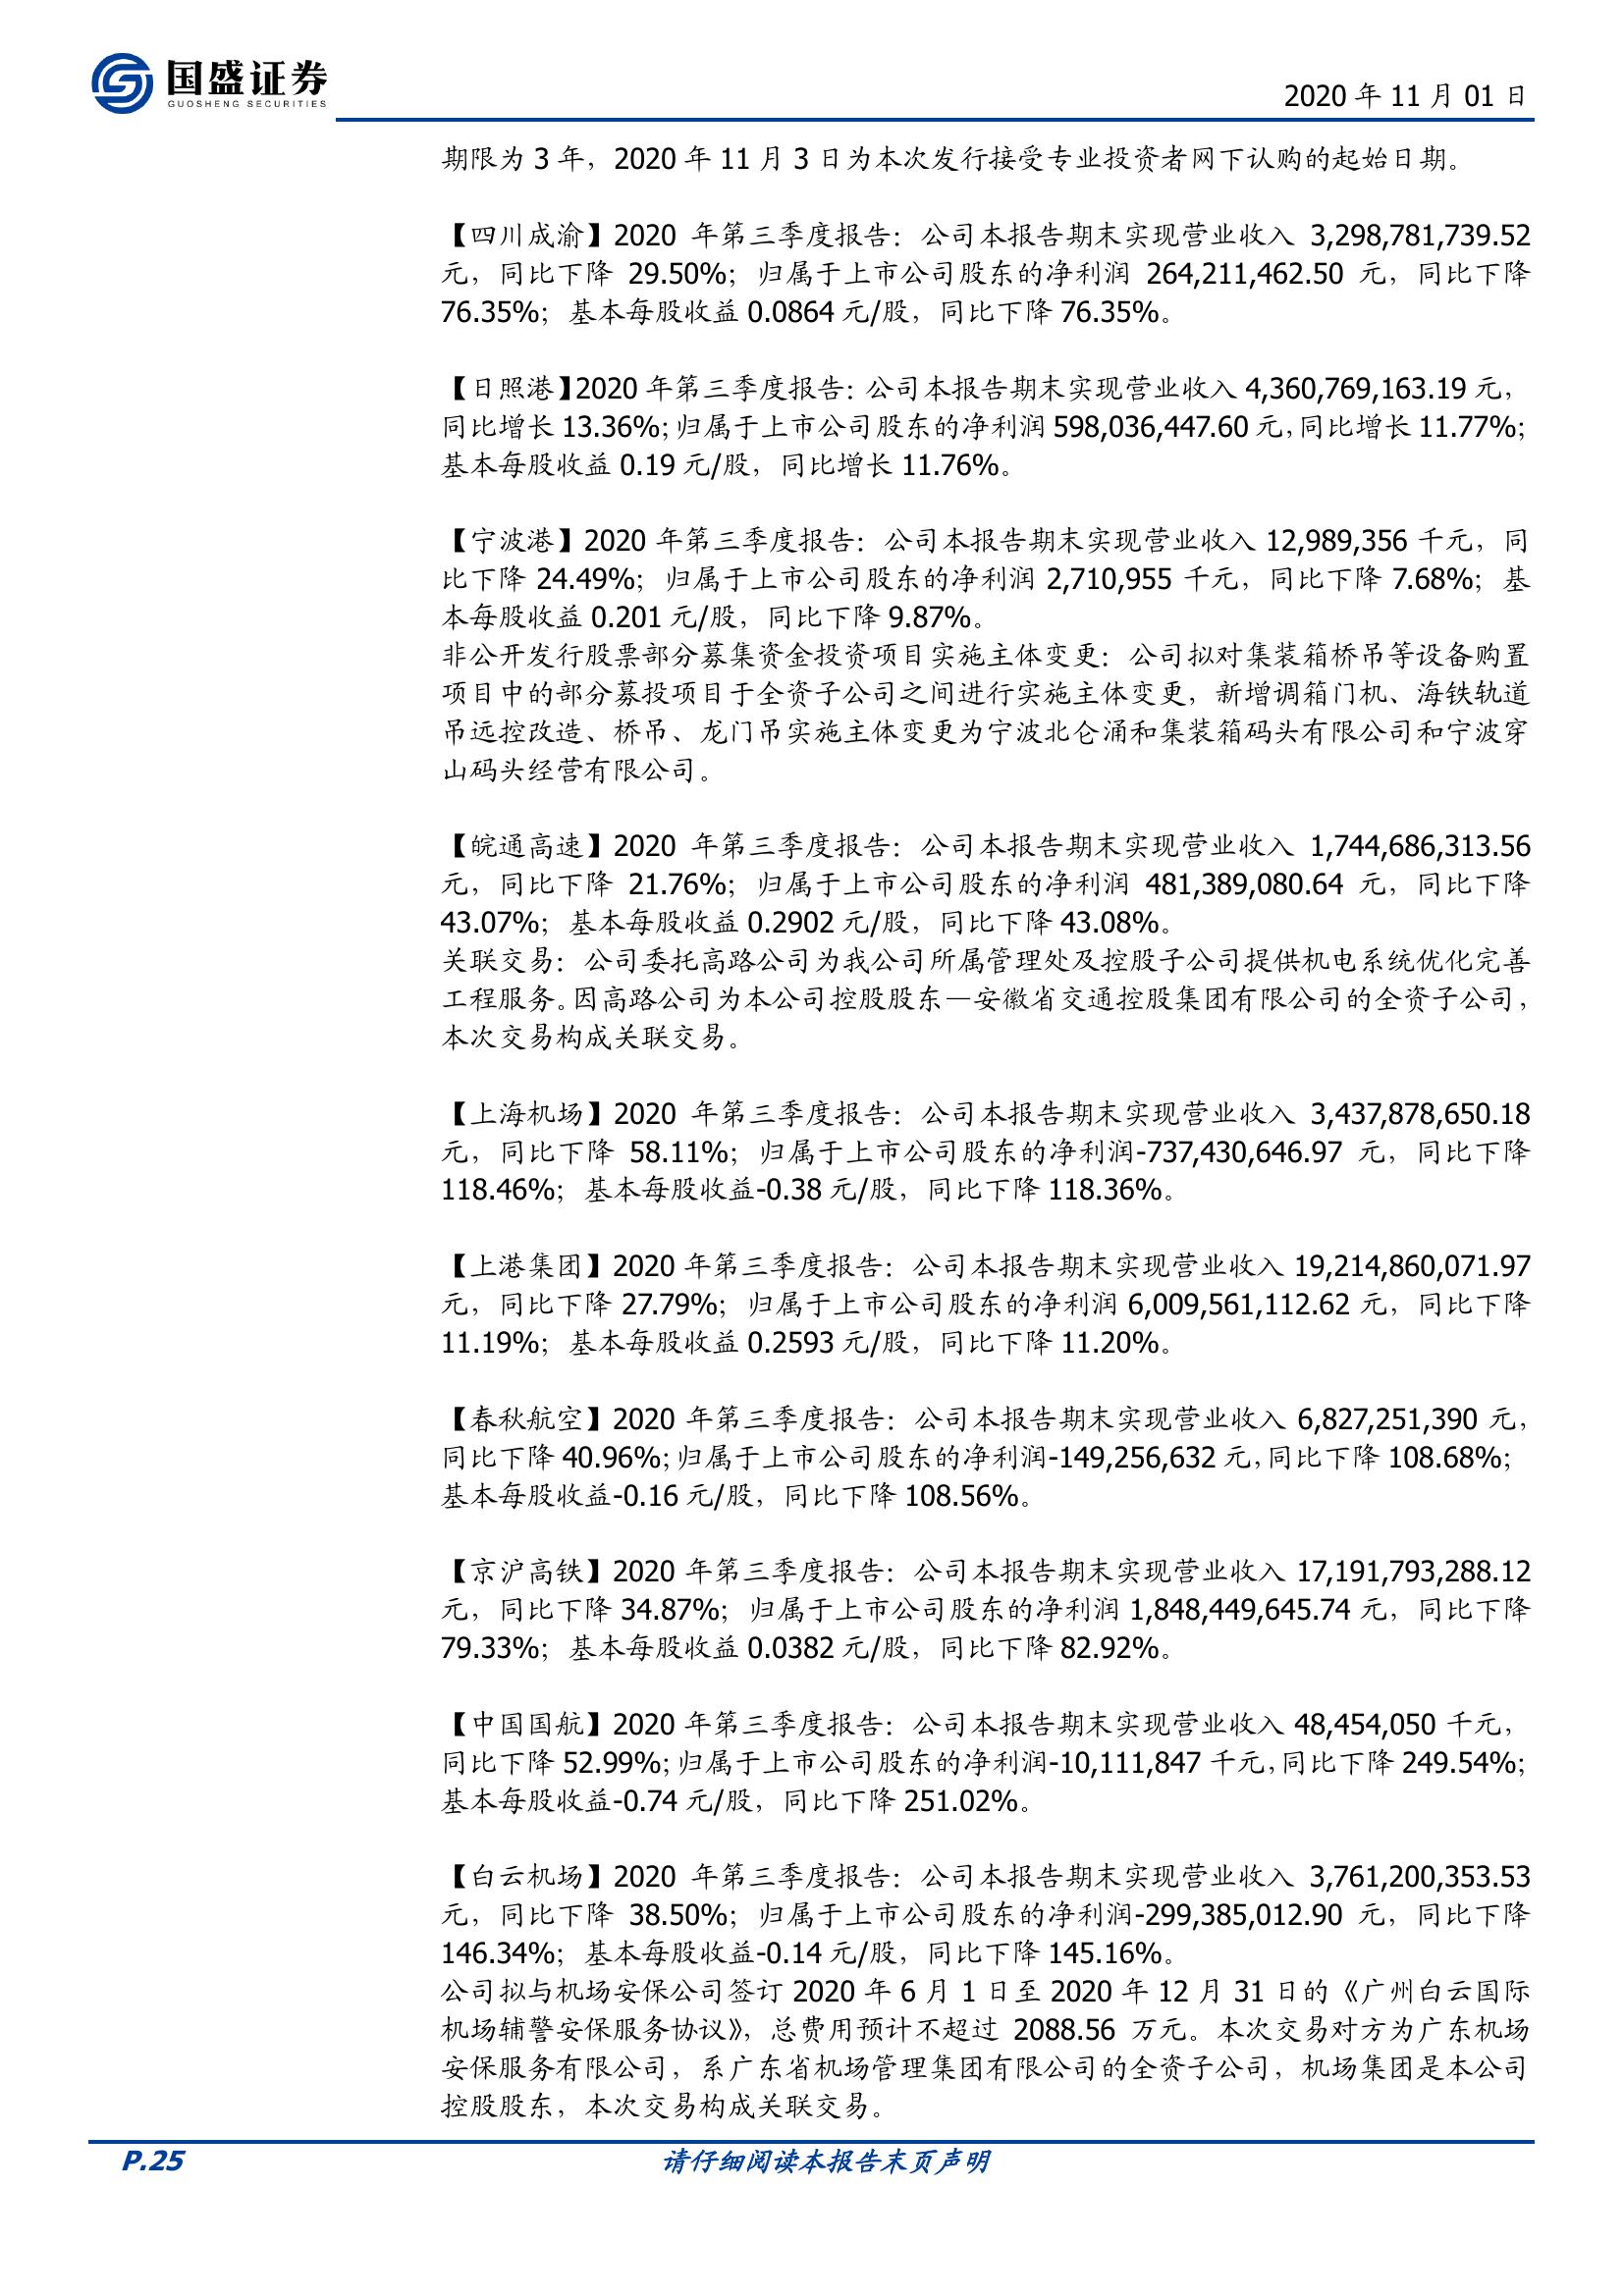 国盛证券
GUOSHENG SECURITIES
2020 年 11 月 01 日
期限为 3 年，2020 年 11 月 3 日为本次发行接受专业投资者网下认购的起始日期。
【四川成渝】2020 年第三季度报告：公司本报告期末实现营业收入 3,298,781,739.52
元，同比下降 29.50%；归属于上市公司股东的净利润 264,211,462.50 元，同比下降
76.35%；基本每股收益 0.0864 元/股，同比下降 76.35%。
【日照港】2020 年第三季度报告：公司本报告期末实现营业收入 4,360,769,163.19 元，
同比增长 13.36%；归属于上市公司股东的净利润 598,036,447.60 元，同比增长 11.77%；
基本每股收益 0.19 元/股，同比增长 11.76%。
【宁波港】2020 年第三季度报告：公司本报告期末实现营业收入 12,989,356 千元，同
比下降 24.49%；归属于上市公司股东的净利润 2,710,955 千元，同比下降 7.68%；基
本每股收益 0.201 元/股，同比下降 9.87%。
非公开发行股票部分募集资金投资项目实施主体变更：公司拟对集装箱桥吊等设备购置
项目中的部分募投项目于全资子公司之间进行实施主体变更，新增调箱门机、海铁轨道
吊远控改造、桥吊、龙门吊实施主体变更为宁波北仑涌和集装箱码头有限公司和宁波穿
山码头经营有限公司。
【皖通高速】2020 年第三季度报告：公司本报告期末实现营业收入 1,744,686,313.56
元，同比下降 21.76%；归属于上市公司股东的净利润 481,389,080.64 元，同比下降
43.07%；基本每股收益 0.2902 元/股，同比下降 43.08%。
关联交易：公司委托高路公司为我公司所属管理处及控股子公司提供机电系统优化完善
工程服务。因高路公司为本公司控股股东—安徽省交通控股集团有限公司的全资子公司，
本次交易构成关联交易。
【上海机场】2020 年第三季度报告：公司本报告期末实现营业收入 3,437,878,650.18
元，同比下降 58.11%；归属于上市公司股东的净利润-737,430,646.97 元，同比下降
118.46%；基本每股收益-0.38 元/股，同比下降 118.36%。
【上港集团】2020 年第三季度报告：公司本报告期末实现营业收入 19,214,860,071.97
元，同比下降 27.79%；归属于上市公司股东的净利润 6,009,561,112.62 元，同比下降
11.19%；基本每股收益 0.2593 元/股，同比下降 11.20%。
【春秋航空】2020 年第三季度报告：公司本报告期末实现营业收入 6,827,251,390 元，
同比下降 40.96%；归属于上市公司股东的净利润-149,256,632 元，同比下降 108.68%；
基本每股收益-0.16 元/股，同比下降 108.56%。
【京沪高铁】2020 年第三季度报告：公司本报告期末实现营业收入 17,191,793,288.12
元，同比下降 34.87%；归属于上市公司股东的净利润 1,848,449,645.74 元，同比下降
79.33%；基本每股收益 0.0382 元/股，同比下降 82.92%。
【中国国航】2020 年第三季度报告：公司本报告期末实现营业收入 48,454,050 千元，
同比下降 52.99%；归属于上市公司股东的净利润-10,111,847 千元，同比下降 249.54%；
基本每股收益-0.74 元/股，同比下降 251.02%。
【白云机场】2020 年第三季度报告：公司本报告期末实现营业收入 3,761,200,353.53
元，同比下降 38.50%；归属于上市公司股东的净利润-299,385,012.90 元，同比下降
146.34%；基本每股收益-0.14 元/股，同比下降 145.16%。
公司拟与机场安保公司签订 2020 年 6 月 1 日至 2020 年 12 月 31 日的《广州白云国际
机场辅警安保服务协议》，总费用预计不超过 2088.56 万元。本次交易对方为广东机场
安保服务有限公司，系广东省机场管理集团有限公司的全资子公司，机场集团是本公司
控股股东，本次交易构成关联交易。
P.25
请仔细阅读本报告末页声明